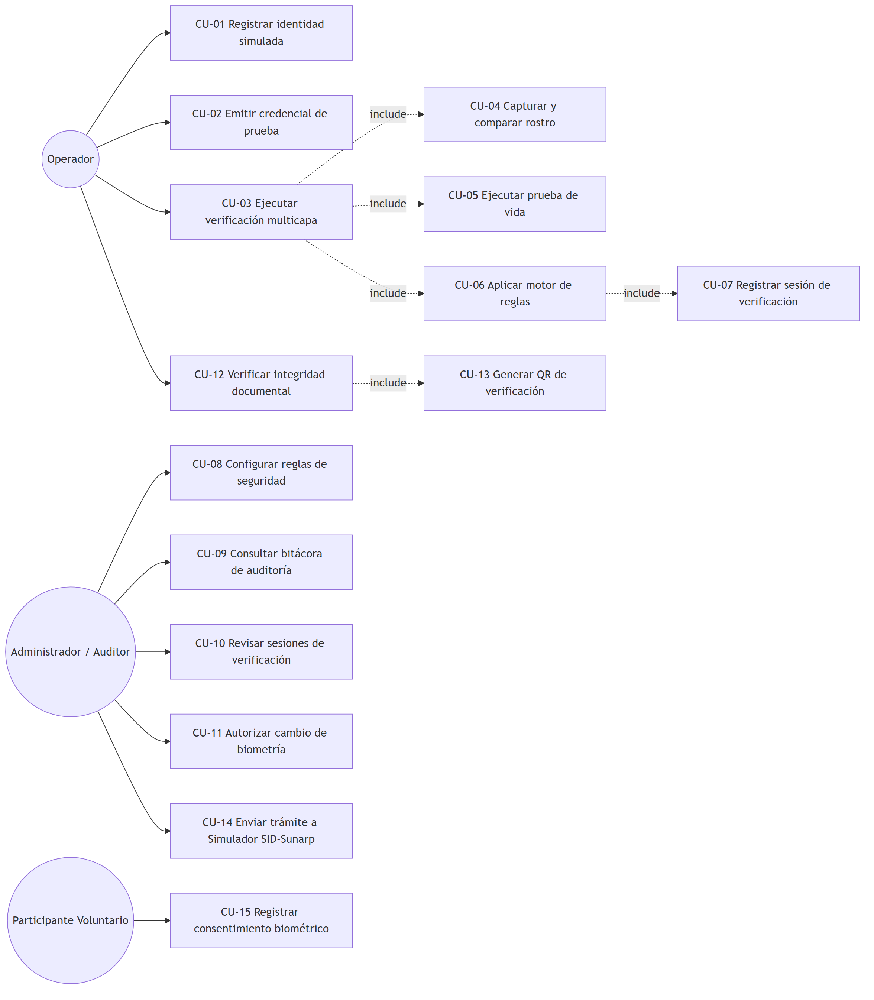 CU-01 Registrar identidad
simulada
CU-02 Emitir credencial de
prueba
Operador
CU-03 Ejecutar
verificación multicapa
include
CU-04 Capturar y
comparar rostro
include
CU-05 Ejecutar prueba de
vida
include
CU-06 Aplicar motor de
reglas
include
CU-07 Registrar sesión de
verificación
CU-12 Verificar integridad
documental
include
CU-13 Generar QR de
verificación
CU-08 Configurar reglas de
seguridad
CU-09 Consultar bitácora
de auditoría
Administrador / Auditor
CU-10 Revisar sesiones de
verificación
CU-11 Autorizar cambio de
biometría
CU-14 Enviar trámite a
Simulador SID-Sunarp
Participante Voluntario
CU-15 Registrar
consentimiento biométrico